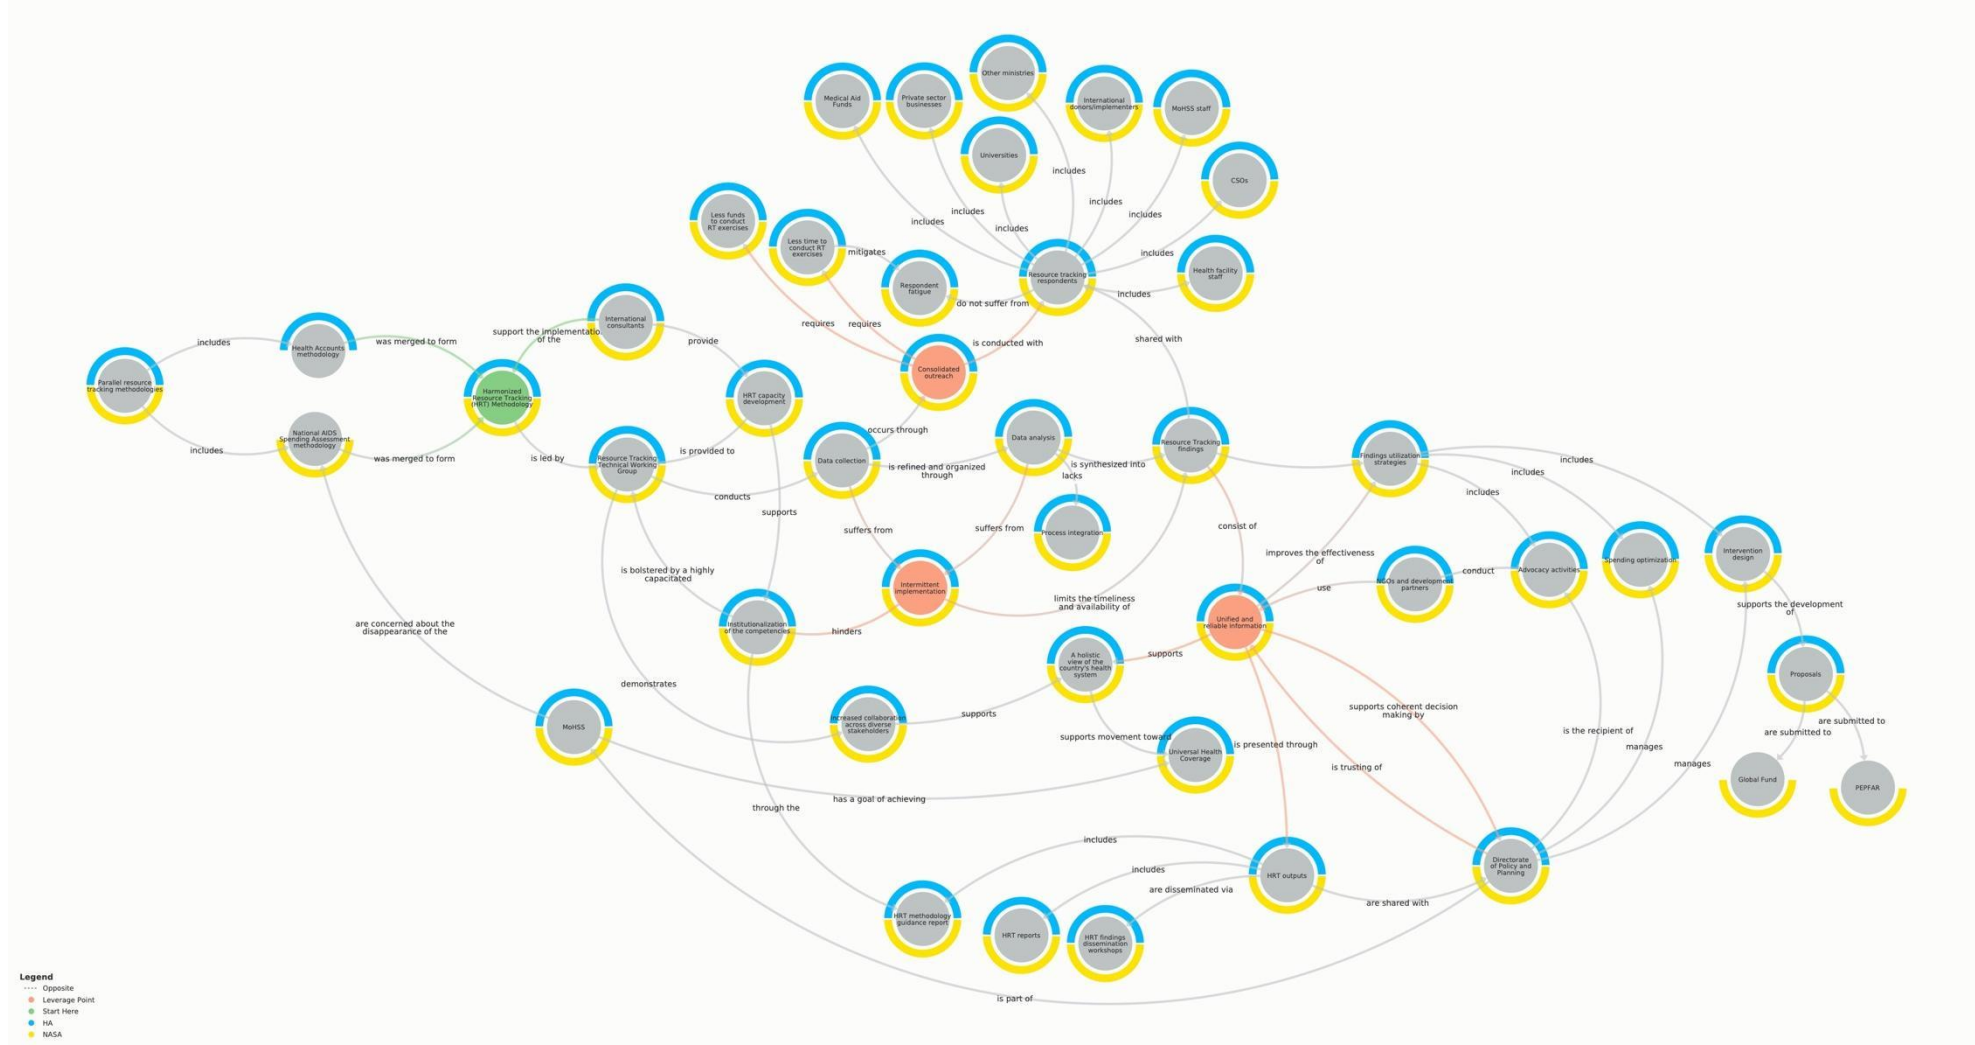 Other ministries
Medical Aid
Funds
Private sector
businesses
International
donors/implementers
MoHSS staff
Universities
CSOs
includes
includes
includes
includes
includes
includes
includes
includes
Less funds
to conduct
RT exercises
Less time to
conduct RT
exercises
mitigates
Respondent
fatigue
do not suffer from
Resource tracking
respondents
Health facility
staff
requires
requires
is conducted with
shared with
Consolidated
outreach
International
consultants
support the implementatio
of the
provide
Health Accounts
methodology
was merged to form
includes
Parallel resource
tracking methodologies
includes
National AIDS
Spending Assessment
methodology
was merged to form
Harmonized
Resource Tracking
(HRT) Methodology
is led by
HRT capacity
development
is provided to
Resource Tracking
Technical Working
Group
conducts
supports
Data collection
occurs through
is refined and organized
through
Data analysis
is synthesized into
lacks
Process integration
Resource Tracking
findings
Findings utilization
strategies
includes
includes
includes
suffers from
suffers from
consist of
improves the effectiveness
of
use
NGOs and development
partners
conduct
Advocacy activities
Spending optimization
Intervention
design
supports the development
of
is bolstered by a highly
capacitated
Intermittent
implementation
limits the timeliness
and availability of
Unified and
reliable information
are concerned about the
disappearance of the
Institutionalization
of the competencies
hinders
supports
A holistic
view of the
country's health
system
Proposals
are submitted to
are submitted to
Global Fund
PEPFAR
demonstrates
MoHSS
Increased collaboration
across diverse
stakeholders
supports
supports movement toward
Universal Health
Coverage
is presented through
supports coherent decision
making by
is trusting of
is the recipient of
manages
manages
has a goal of achieving
through the
includes
includes
are disseminated via
HRT outputs
are shared with
Directorate
of Policy and
Planning
HRT methodology
guidance report
HRT reports
HRT findings
dissemination
workshops
is part of
Legend
Opposite
Leverage Point
Start Here
HA
NASA